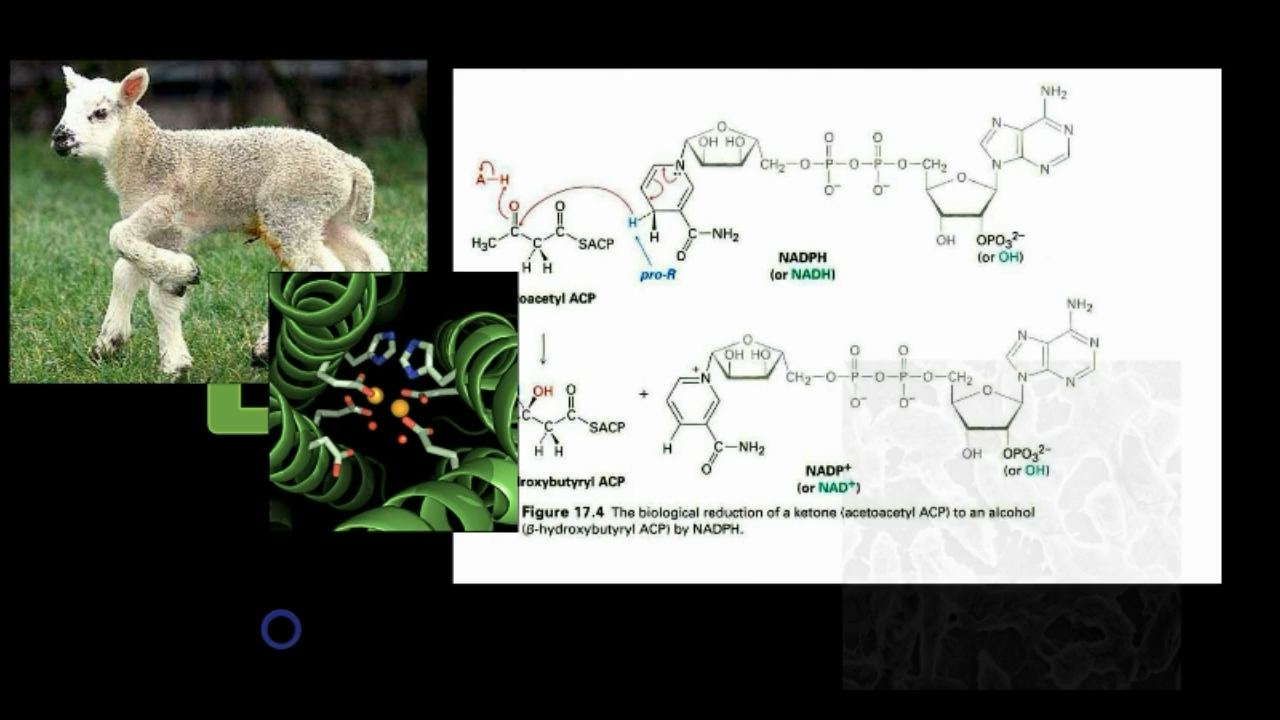 NH₂
N
N
N
N
O
OH HO
N
CH₂—O—P—O—P—O—CH₂
O
O
O⁻
O⁻
O
A—H
O
O
H
H₃C
C
C
C
SACP
H
C—NH₂
O
H H
OH
OPO₃²⁻
(or OH)
NADPH
(or NADH)
pro-R
oacetyl ACP
NH₂
N
N
N
N
O
OH HO
+
N
CH₂—O—P—O—P—O—CH₂
O
O
O⁻
O⁻
O
OH
O
C
C
C
SACP
H H
+
H
C—NH₂
O
OH
OPO₃²⁻
(or OH)
NADP⁺
(or NAD⁺)
roxybutyryl ACP
Figure 17.4 The biological reduction of a ketone (acetoacetyl ACP) to an alcohol
(β-hydroxybutyryl ACP) by NADPH.